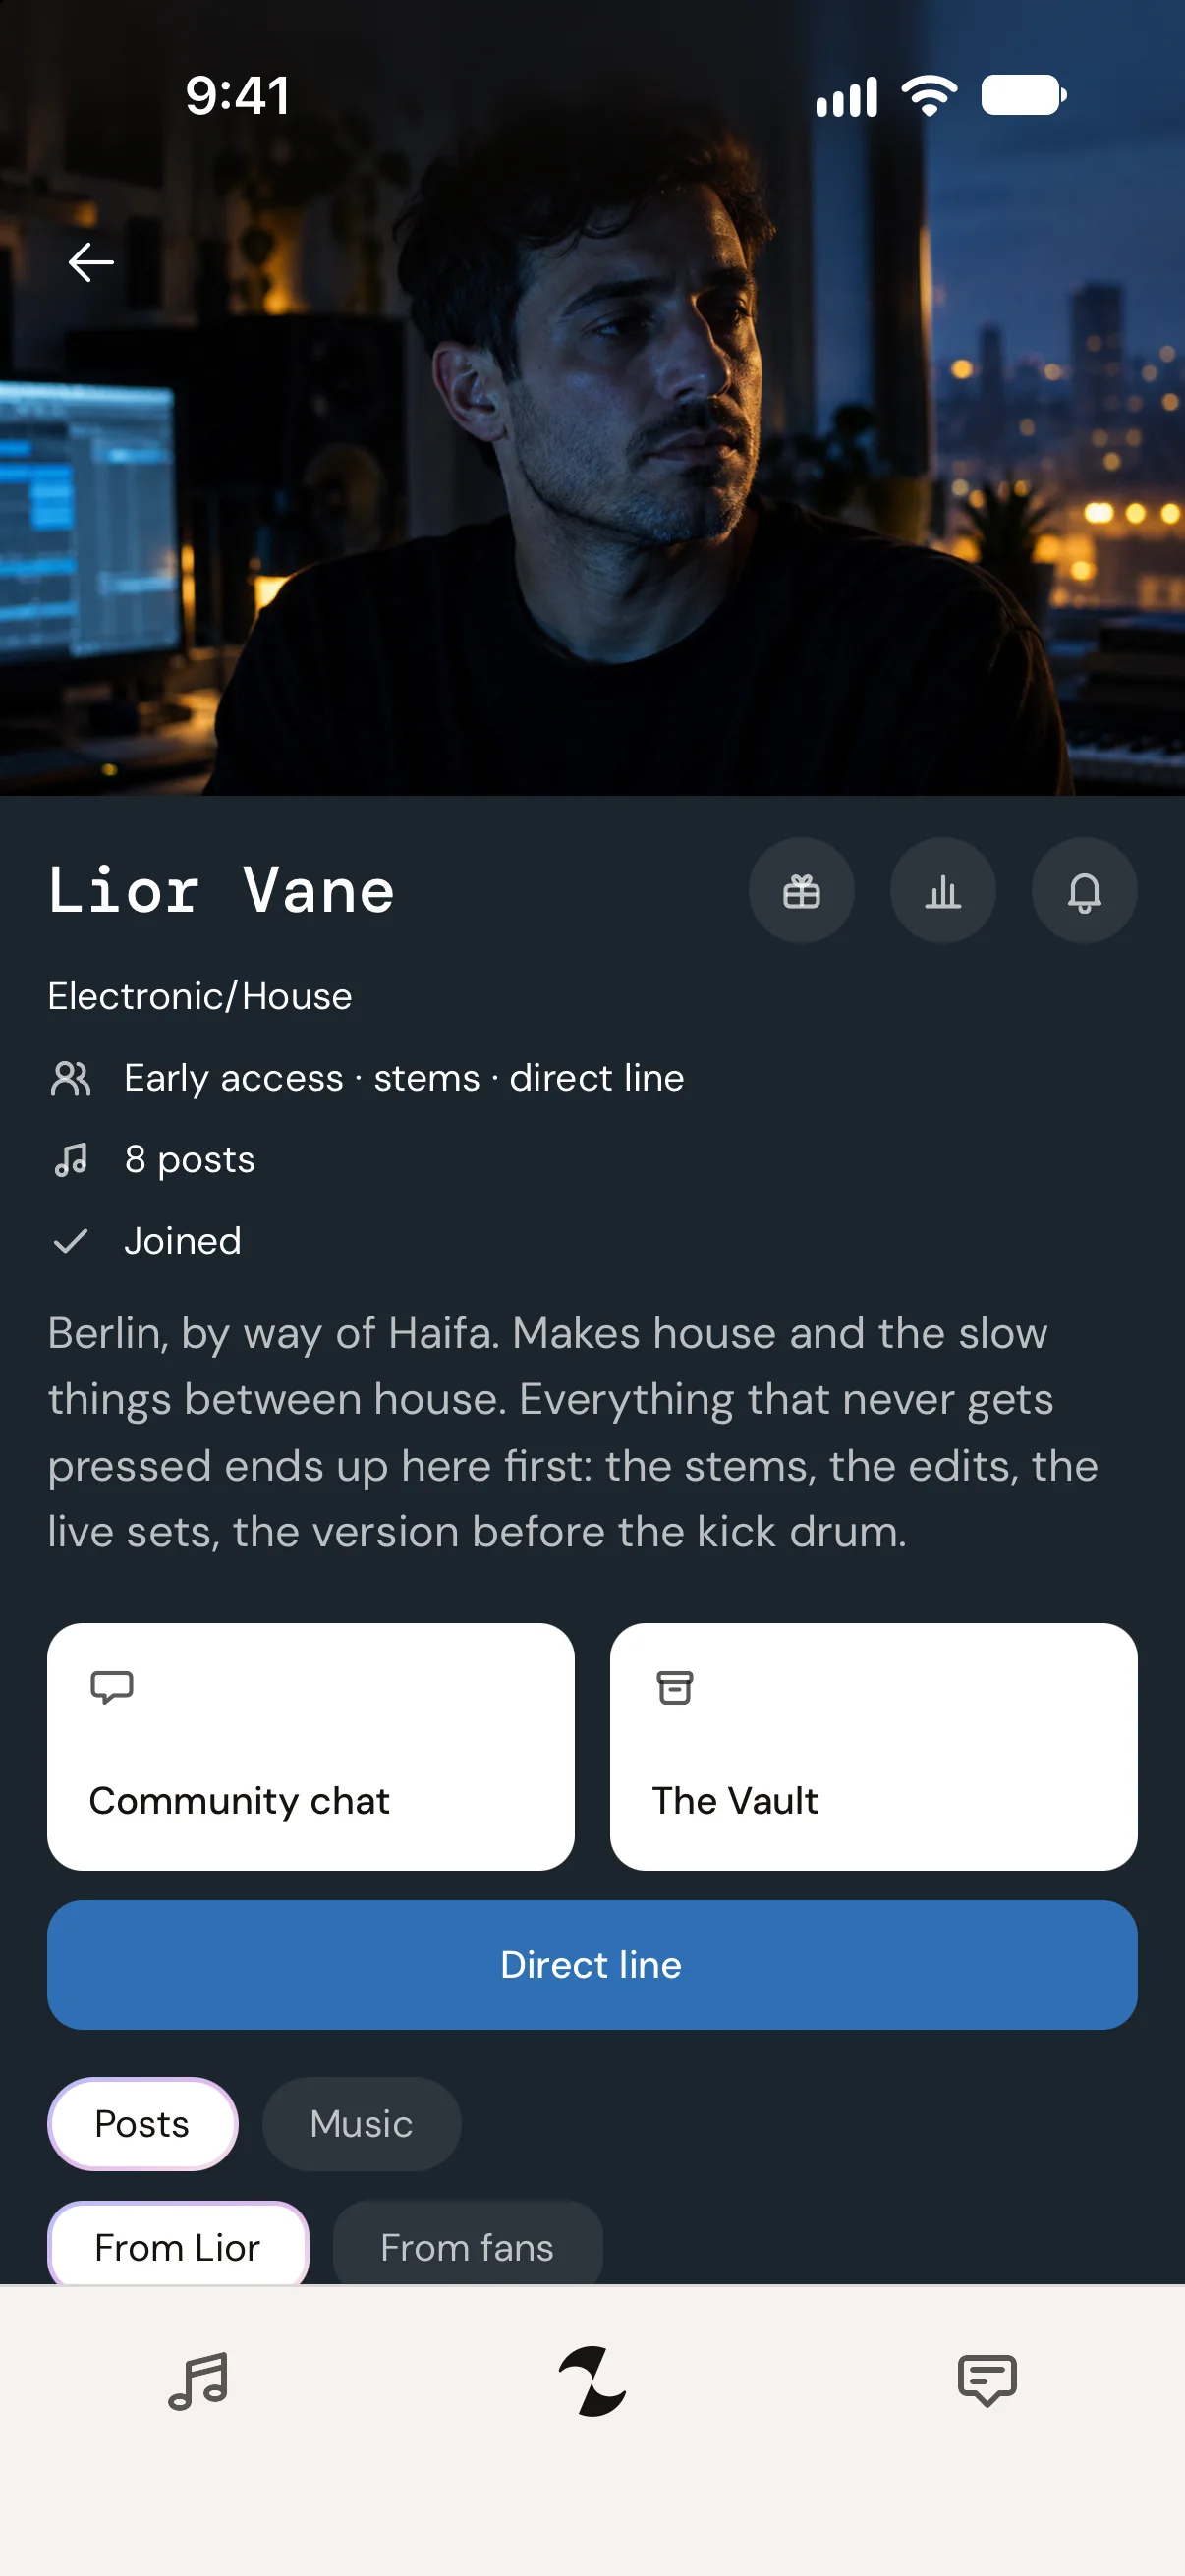 9:41
Lior Vane
Electronic/House
Early access · stems · direct line
8 posts
Joined
Berlin, by way of Haifa. Makes house and the slow
things between house. Everything that never gets
pressed ends up here first: the stems, the edits, the
live sets, the version before the kick drum.
Community chat
The Vault
Direct line
Posts
Music
From Lior
From fans